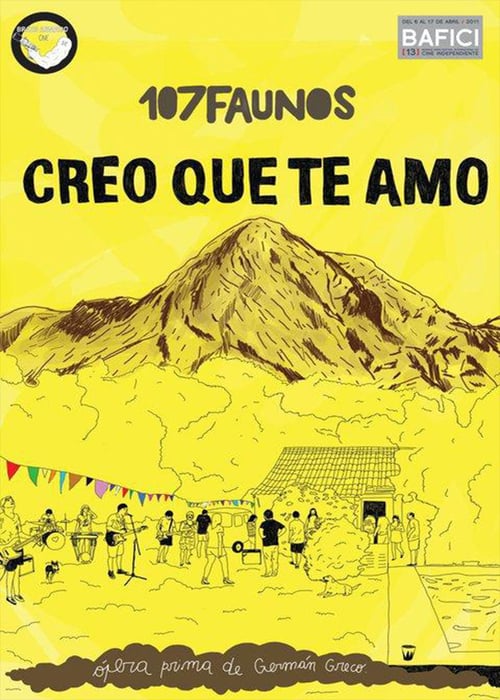 DEL 6 AL 17 DE ABRIL / 2011
BAFICI
[13]
CINE INDEPENDIENTE
107FAUNOS
CREO QUE TE AMO
ópera prima de Germán Greco